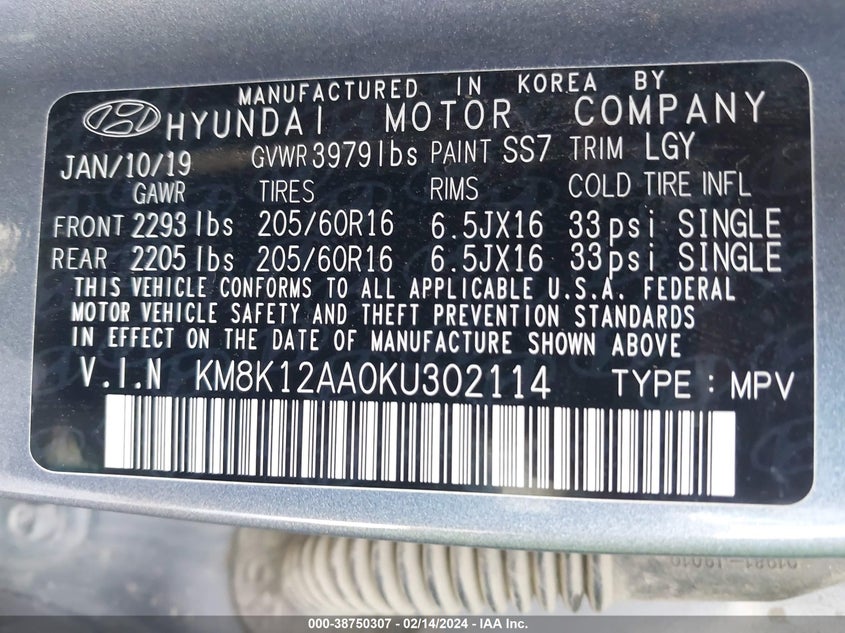 MANUFACTURED IN KOREA BY
HYUNDAI MOTOR COMPANY
JAN/10/19 GVWR 3979lbs PAINT SS7 TRIM LGY
GAWR TIRES RIMS COLD TIRE INFL
FRONT 2293 lbs 205/60R16 6.5JX16 33psi SINGLE
REAR 2205 lbs 205/60R16 6.5JX16 33psi SINGLE
THIS VEHICLE CONFORMS TO ALL APPLICABLE U.S.A. FEDERAL
MOTOR VEHICLE SAFETY AND THEFT PREVENTION STANDARDS
IN EFFECT ON THE DATE OF MANUFACTURE SHOWN ABOVE.
V.I.N KM8K12AA0KU302114 TYPE : MPV
000-38750307 - 02/14/2024 - IAA Inc.